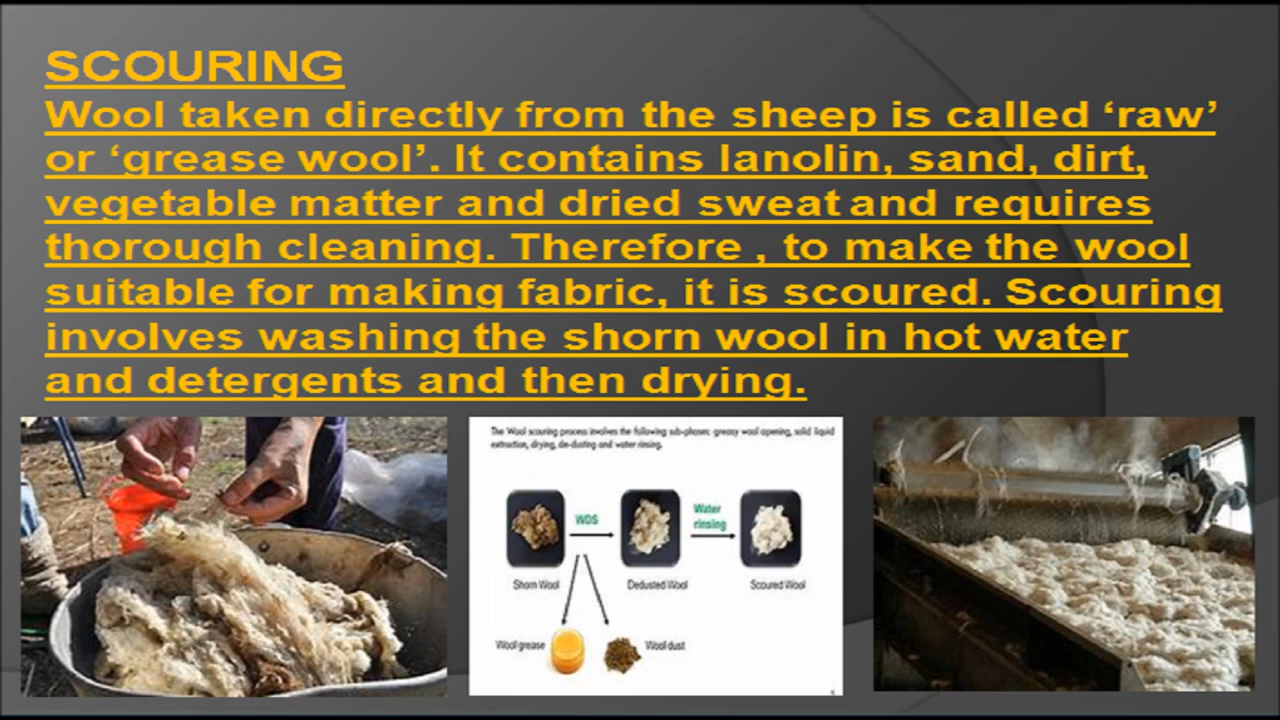 SCOURING
Wool taken directly from the sheep is called ‘raw’
or ‘grease wool’. It contains lanolin, sand, dirt,
vegetable matter and dried sweat and requires
thorough cleaning. Therefore , to make the wool
suitable for making fabric, it is scoured. Scouring
involves washing the shorn wool in hot water
and detergents and then drying.
The Wool scouring process involves the following sub-phases: greasy wool opening, solid liquid
extraction, drying, de-dusting and water rinsing.
WDS
Water
rinsing
Shorn Wool
Dedusted Wool
Scoured Wool
Wool grease
Wool dust